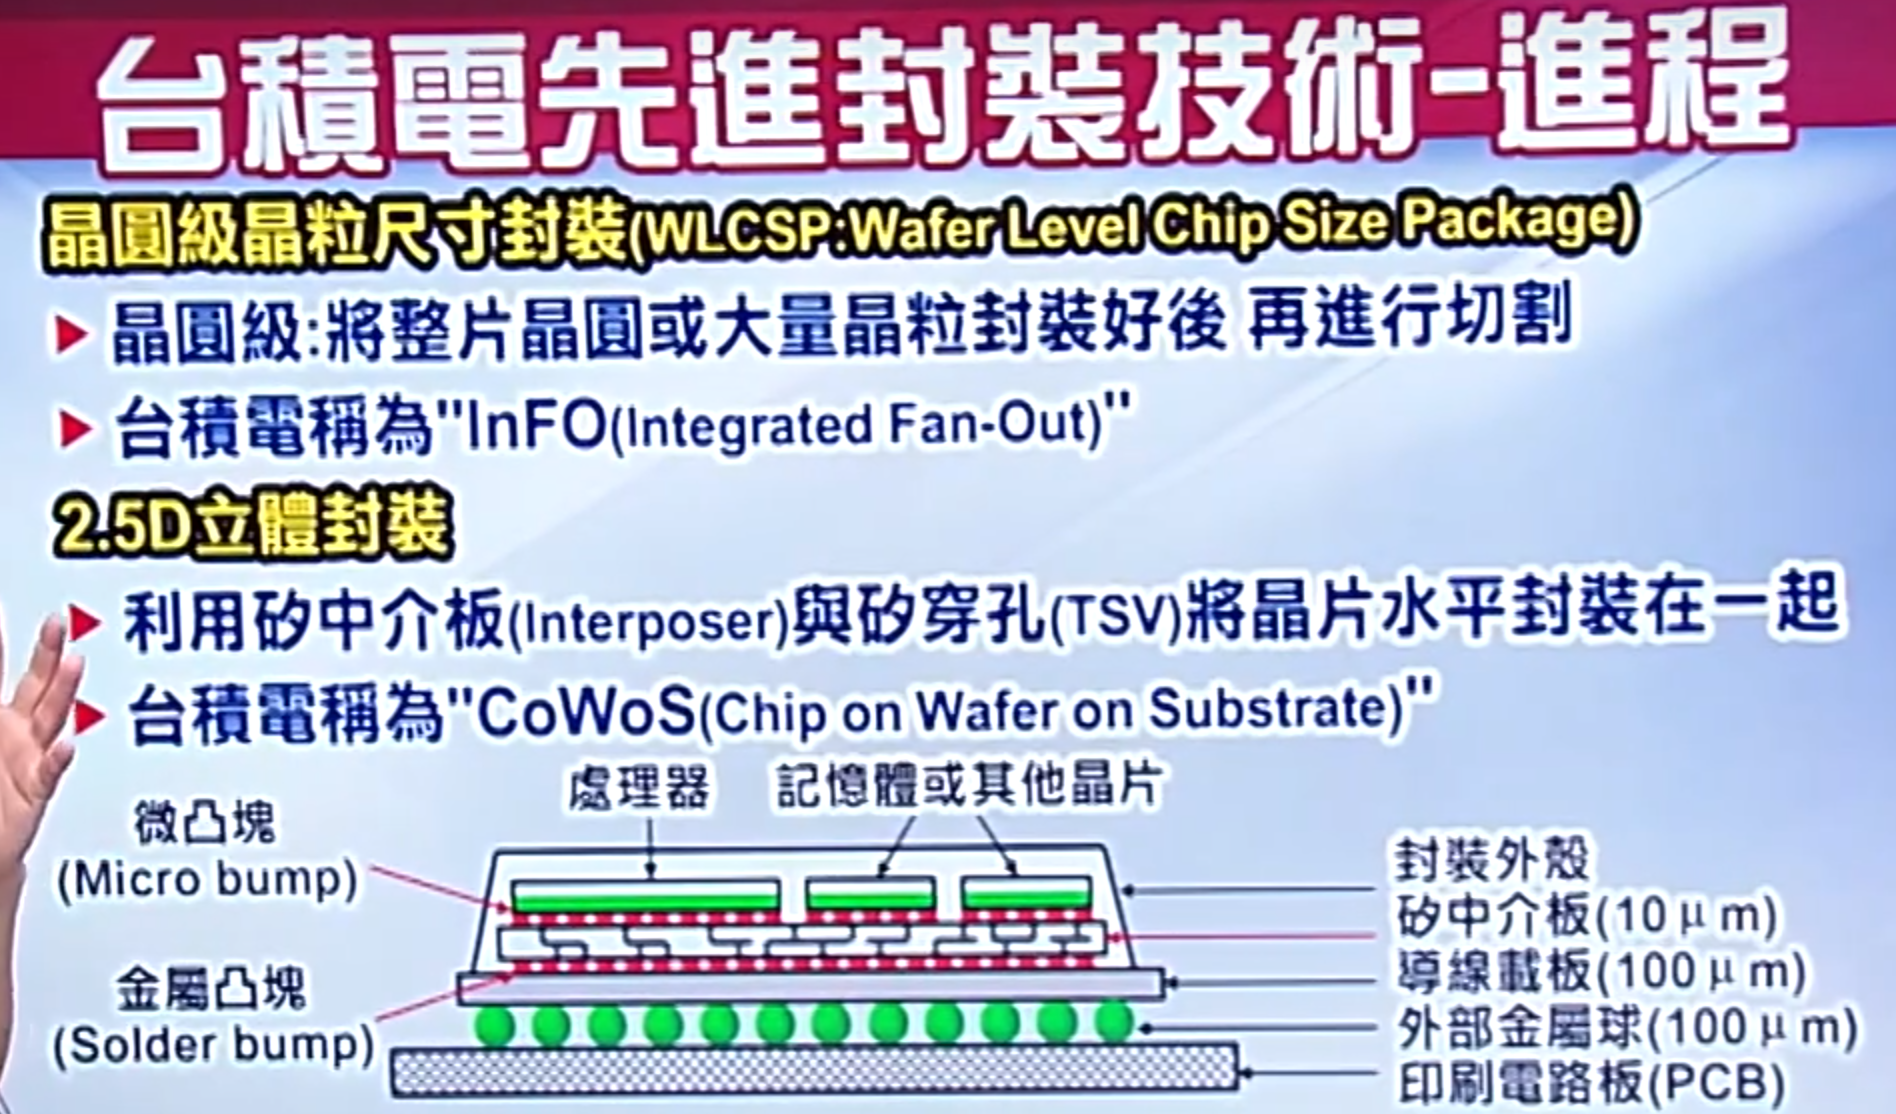 台積電先進封裝技術-進程
晶圓級晶粒尺寸封裝(WLCSP:Wafer Level Chip Size Package)
晶圓級:將整片晶圓或大量晶粒封裝好後 再進行切割
台積電稱為"InFO(Integrated Fan-Out)"
2.5D立體封裝
利用矽中介板(Interposer)與矽穿孔(TSV)將晶片水平封裝在一起
台積電稱為"CoWoS(Chip on Wafer on Substrate)"
處理器
記憶體或其他晶片
微凸塊
(Micro bump)
金屬凸塊
(Solder bump)
封裝外殼
矽中介板(10μm)
導線載板(100μm)
外部金屬球(100μm)
印刷電路板(PCB)